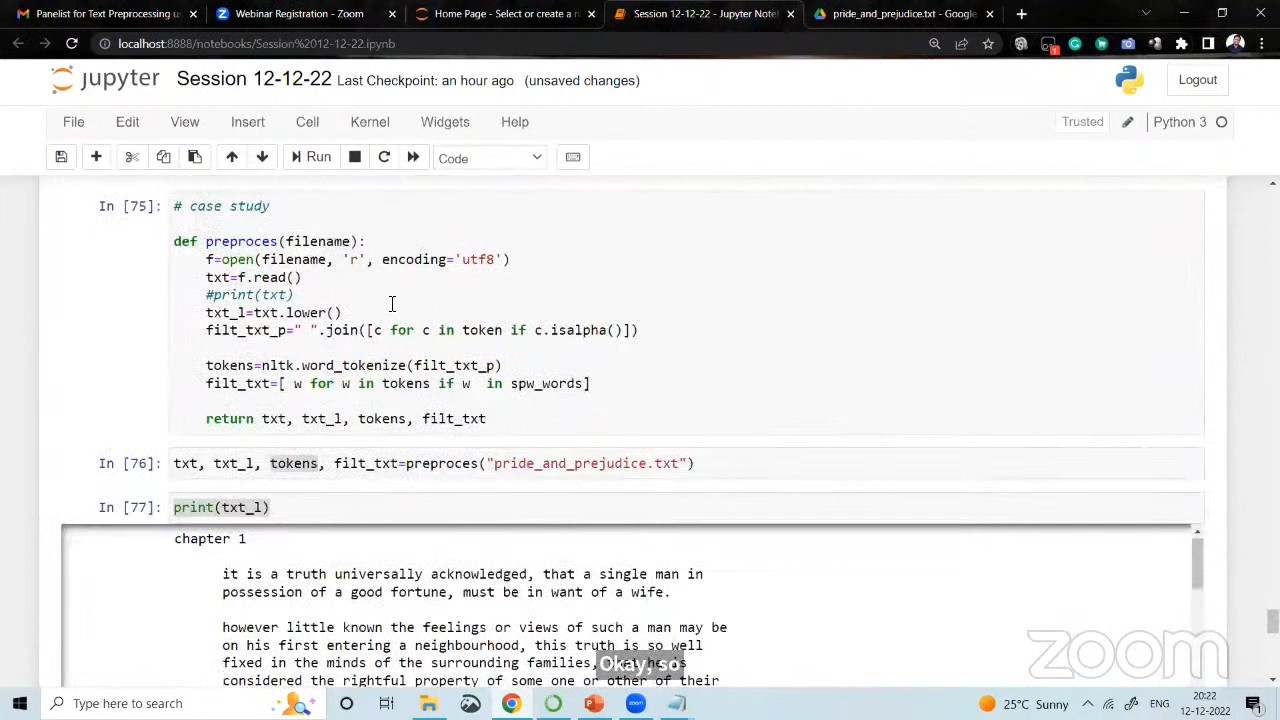 Panelist for Text Preprocessing u
Webinar Registration - Zoom
Home Page - Select or create a n
Session 12-12-22 - Jupyter Note
pride_and_prejudice.txt - Google
localhost:8888/notebooks/Session%2012-12-22.ipynb
jupyter Session 12-12-22 Last Checkpoint: an hour ago (unsaved changes)
Logout
File Edit View Insert Cell Kernel Widgets Help
Trusted Python 3
Run Code
In [75]: # case study
def preproces(filename):
f=open(filename, 'r', encoding='utf8')
txt=f.read()
#print(txt)
txt_l=txt.lower()
filt_txt_p=" ".join([c for c in token if c.isalpha()])
tokens=nltk.word_tokenize(filt_txt_p)
filt_txt=[ w for w in tokens if w  in spw_words]
return txt, txt_l, tokens, filt_txt
In [76]: txt, txt_l, tokens, filt_txt=preproces("pride_and_prejudice.txt")
In [77]: print(txt_l)
chapter 1
it is a truth universally acknowledged, that a single man in
possession of a good fortune, must be in want of a wife.
however little known the feelings or views of such a man may be
on his first entering a neighbourhood, this truth is so well
fixed in the minds of the surrounding families,
considered the rightful property of some one or other of their
Okay, so
zoom
Type here to search
25°C Sunny
ENG
20:22
12-12-2022
1